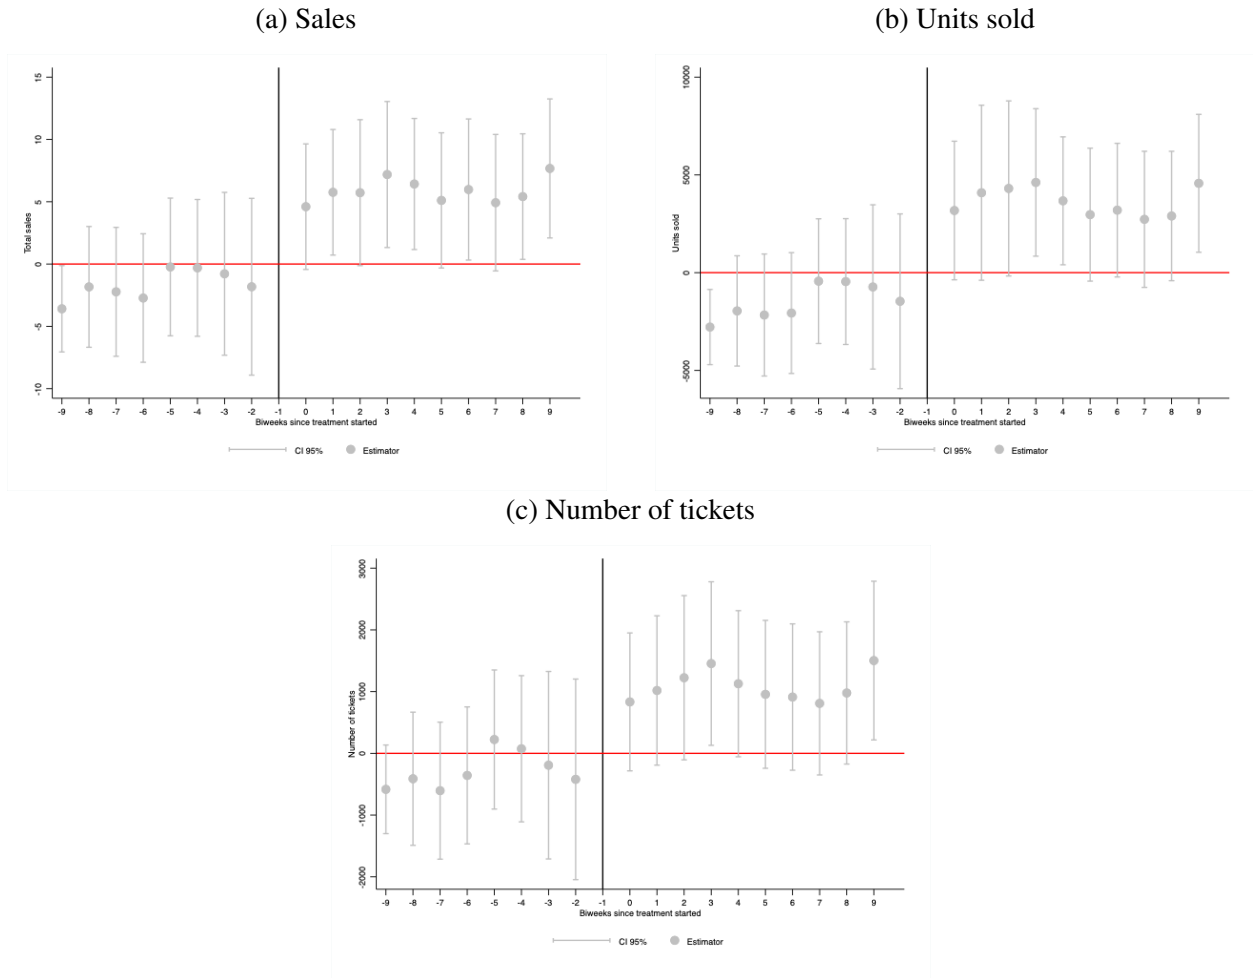 (a) Sales
Total sales
15
10
5
0
-5
-10
-9 -8 -7 -6 -5 -4 -3 -2 -1 0 1 2 3 4 5 6 7 8 9
Biweeks since treatment started
CI 95% Estimator
(b) Units sold
Units sold
10000
5000
0
-5000
-9 -8 -7 -6 -5 -4 -3 -2 -1 0 1 2 3 4 5 6 7 8 9
Biweeks since treatment started
CI 95% Estimator
(c) Number of tickets
Number of tickets
3000
2000
1000
0
-1000
-2000
-9 -8 -7 -6 -5 -4 -3 -2 -1 0 1 2 3 4 5 6 7 8 9
Biweeks since treatment started
CI 95% Estimator